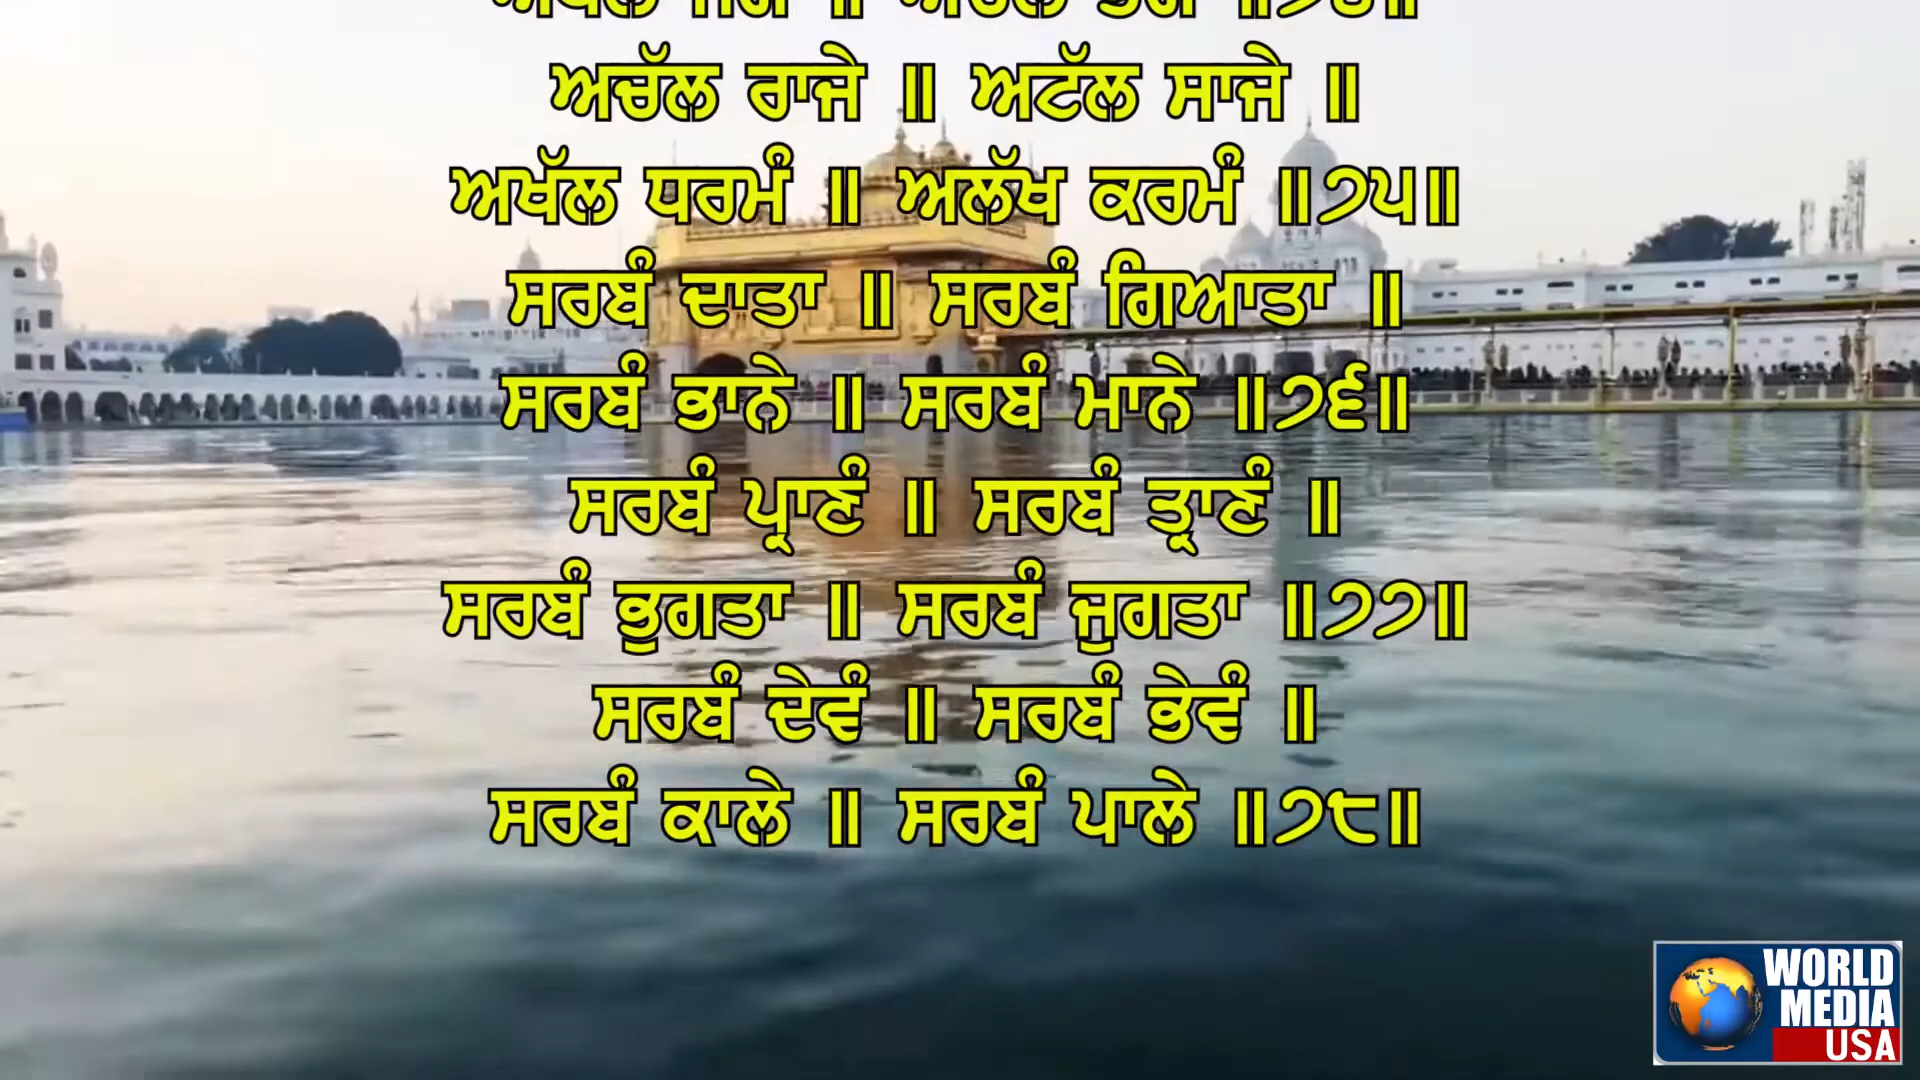 ਅਚੱਲ ਰਾਜੇ ॥ ਅਟੱਲ ਸਾਜੇ ॥
ਅਖੱਲ ਧਰਮੰ ॥ ਅਲੱਖ ਕਰਮੰ ॥੭੫॥
ਸਰਬੰ ਦਾਤਾ ॥ ਸਰਬੰ ਗਿਆਤਾ ॥
ਸਰਬੰ ਭਾਨੇ ॥ ਸਰਬੰ ਮਾਨੇ ॥੭੬॥
ਸਰਬੰ ਪ੍ਰਾਣੰ ॥ ਸਰਬੰ ਤ੍ਰਾਣੰ ॥
ਸਰਬੰ ਭੁਗਤਾ ॥ ਸਰਬੰ ਜੁਗਤਾ ॥੭੭॥
ਸਰਬੰ ਦੇਵੰ ॥ ਸਰਬੰ ਭੇਵੰ ॥
ਸਰਬੰ ਕਾਲੇ ॥ ਸਰਬੰ ਪਾਲੇ ॥੭੮॥
WORLD
MEDIA
USA